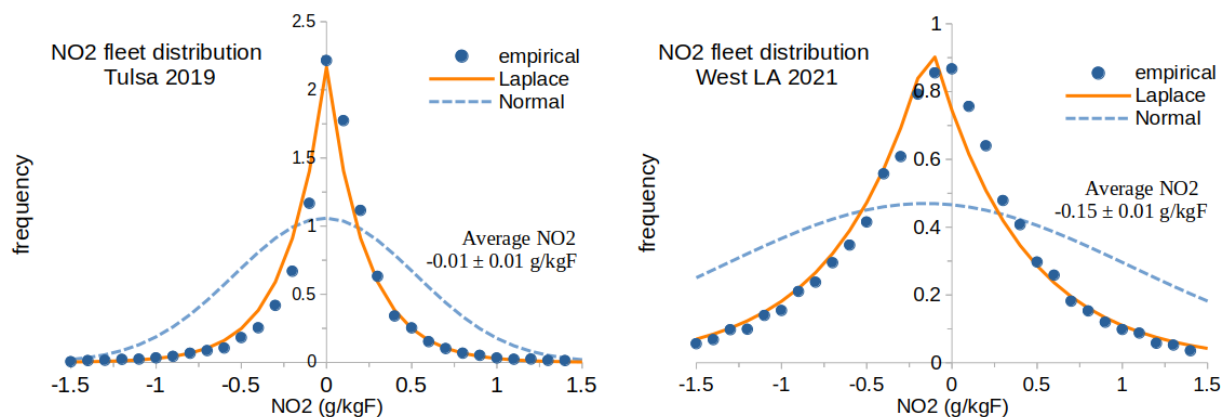 NO2 fleet distribution
Tulsa 2019
empirical
Laplace
Normal
2.5
2
1.5
1
0.5
0
frequency
Average NO2
-0.01 ± 0.01 g/kgF
-1.5 -1 -0.5 0 0.5 1 1.5
NO2 (g/kgF)
NO2 fleet distribution
West LA 2021
empirical
Laplace
Normal
1
0.8
0.6
0.4
0.2
0
frequency
Average NO2
-0.15 ± 0.01 g/kgF
-1.5 -1 -0.5 0 0.5 1 1.5
NO2 (g/kgF)